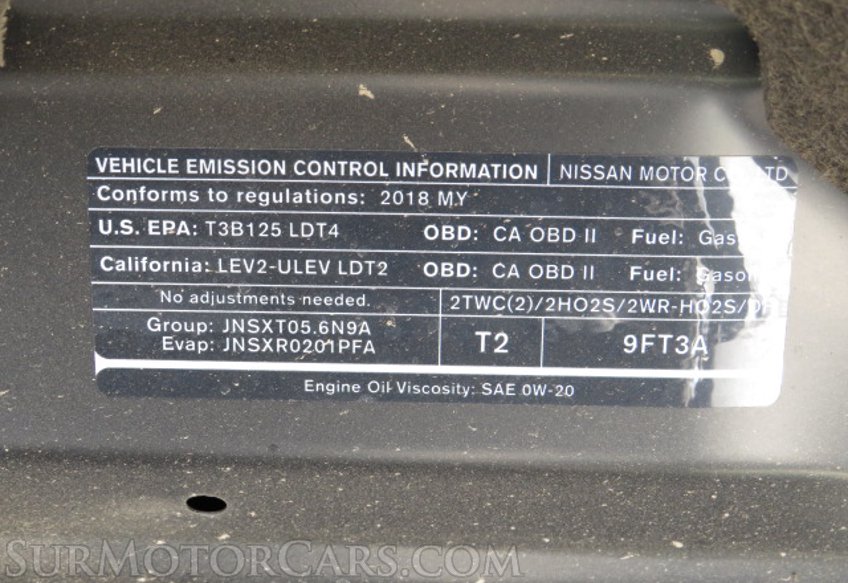 VEHICLE EMISSION CONTROL INFORMATION NISSAN MOTOR CO LTD
Conforms to regulations: 2018 MY
U.S. EPA: T3B125 LDT4 OBD: CA OBD II Fuel:
California: LEV2-ULEV LDT2 OBD: CA OBD II Fuel:
No adjustments needed. 2TWC(2)/2HO2S/2WR-HO2S/
Group: JNSXT05.6N9A
Evap: JNSXR0201PFA
T2 9FT3A
Engine Oil Viscosity: SAE 0W-20
SURMOTORCARS.COM